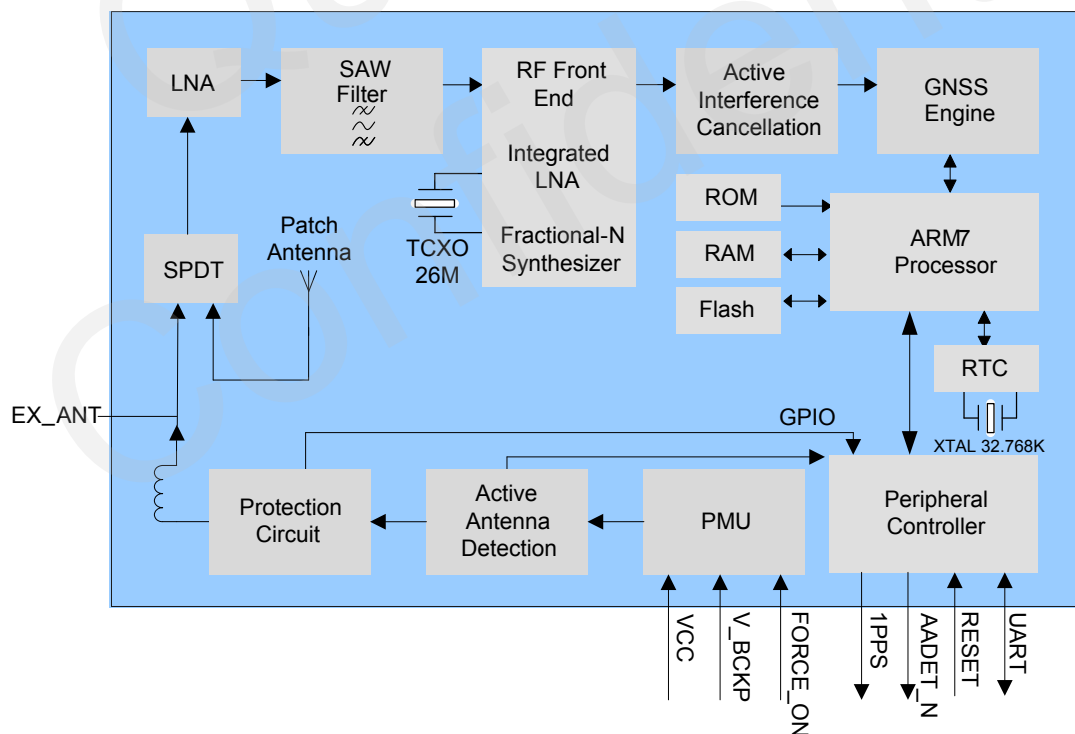 LNA
SAW
Filter
RF Front
End
Integrated
LNA
Fractional-N
Synthesizer
Active
Interference
Cancellation
GNSS
Engine
TCXO
26M
ROM
RAM
Flash
ARM7
Processor
Patch
Antenna
SPDT
RTC
XTAL 32.768K
EX_ANT
GPIO
Protection
Circuit
Active
Antenna
Detection
PMU
Peripheral
Controller
VCC
V_BCKP
FORCE_ON
1PPS
AADET_N
RESET
UART